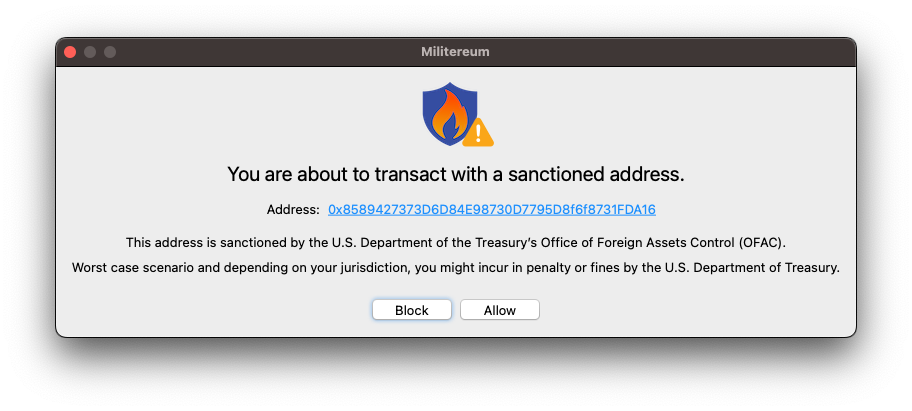 Militereum
You are about to transact with a sanctioned address.
Address: 0x8589427373D6D84E98730D7795D8f6f8731FDA16
This address is sanctioned by the U.S. Department of the Treasury's Office of Foreign Assets Control (OFAC).
Worst case scenario and depending on your jurisdiction, you might incur in penalty or fines by the U.S. Department of Treasury.
Block Allow